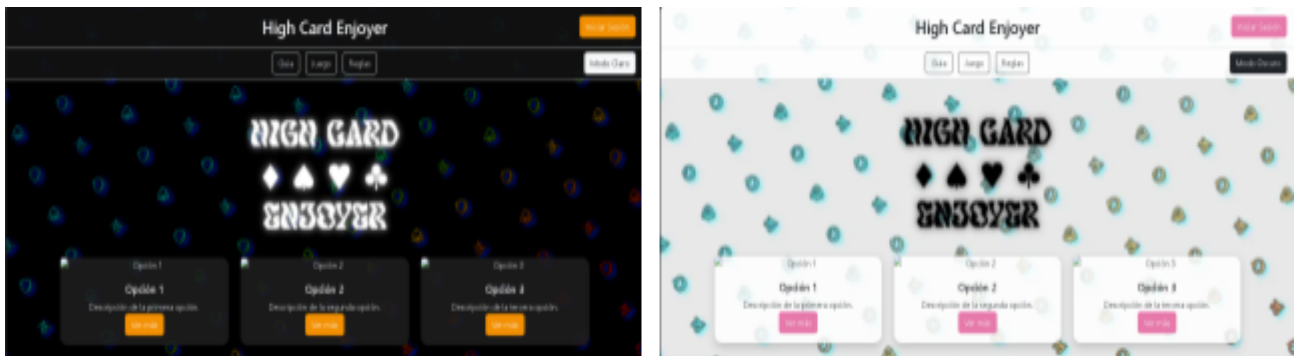 High Card Enjoyer
Iniciar Sesión
Guía Juego Reglas
Modo Claro
HIGH CARD
ENJOYER
Opción 1 Opción 2 Opción 3
Opción 1 Opción 2 Opción 3
Descripción de la primera opción. Descripción de la segunda opción. Descripción de la tercera opción.
Ver más Ver más Ver más
High Card Enjoyer
Iniciar Sesión
Guía Juego Reglas
Modo Oscuro
HIGH CARD
ENJOYER
Opción 1 Opción 2 Opción 3
Opción 1 Opción 2 Opción 3
Descripción de la primera opción. Descripción de la segunda opción. Descripción de la tercera opción.
Ver más Ver más Ver más